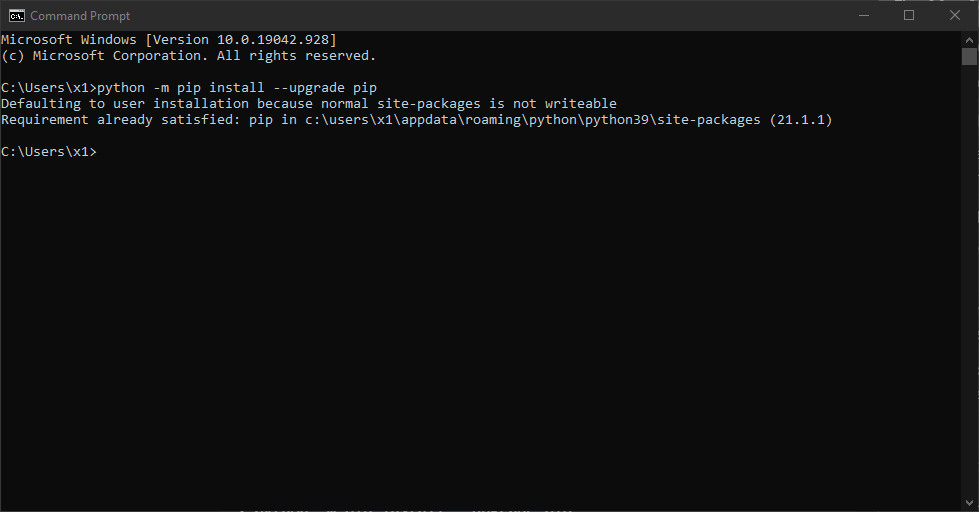 Command Prompt
Microsoft Windows [Version 10.0.19042.928]
(c) Microsoft Corporation. All rights reserved.
C:\Users\x1>python -m pip install --upgrade pip
Defaulting to user installation because normal site-packages is not writeable
Requirement already satisfied: pip in c:\users\x1\appdata\roaming\python\python39\site-packages (21.1.1)
C:\Users\x1>